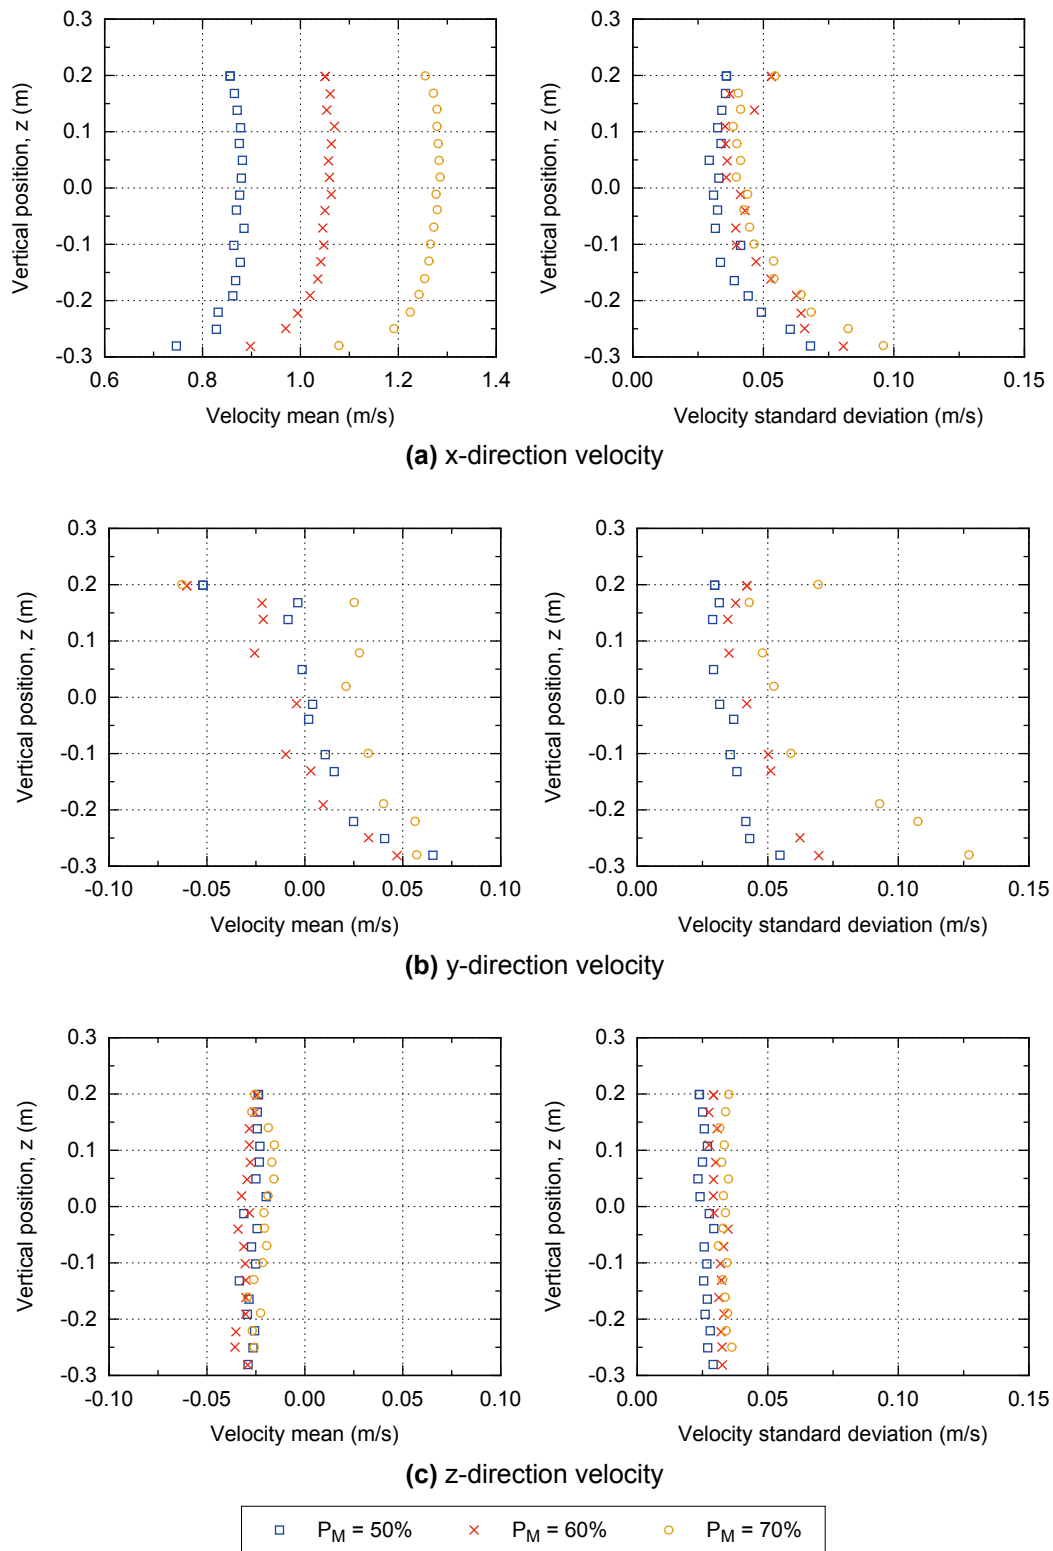 0.3
0.2
0.1
0.0
-0.1
-0.2
-0.3
Vertical position, z (m)
0.6 0.8 1.0 1.2 1.4
Velocity mean (m/s)
0.3
0.2
0.1
0.0
-0.1
-0.2
-0.3
Vertical position, z (m)
0.00 0.05 0.10 0.15
Velocity standard deviation (m/s)
(a) x-direction velocity
0.3
0.2
0.1
0.0
-0.1
-0.2
-0.3
Vertical position, z (m)
-0.10 -0.05 0.00 0.05 0.10
Velocity mean (m/s)
0.3
0.2
0.1
0.0
-0.1
-0.2
-0.3
Vertical position, z (m)
0.00 0.05 0.10 0.15
Velocity standard deviation (m/s)
(b) y-direction velocity
0.3
0.2
0.1
0.0
-0.1
-0.2
-0.3
Vertical position, z (m)
-0.10 -0.05 0.00 0.05 0.10
Velocity mean (m/s)
0.3
0.2
0.1
0.0
-0.1
-0.2
-0.3
Vertical position, z (m)
0.00 0.05 0.10 0.15
Velocity standard deviation (m/s)
(c) z-direction velocity
P_M = 50% P_M = 60% P_M = 70%